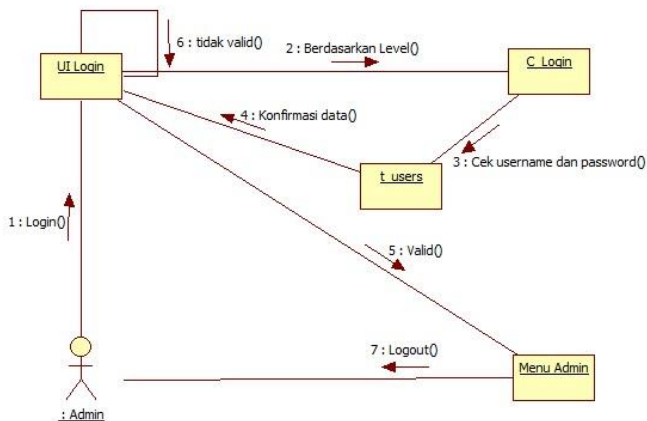 6 : tidak valid()
2 : Berdasarkan Level()
UI Login
C_Login
4 : Konfirmasi data()
3 : Cek username dan password()
t_users
1 : Login()
5 : Valid()
7 : Logout()
Menu Admin
: Admin